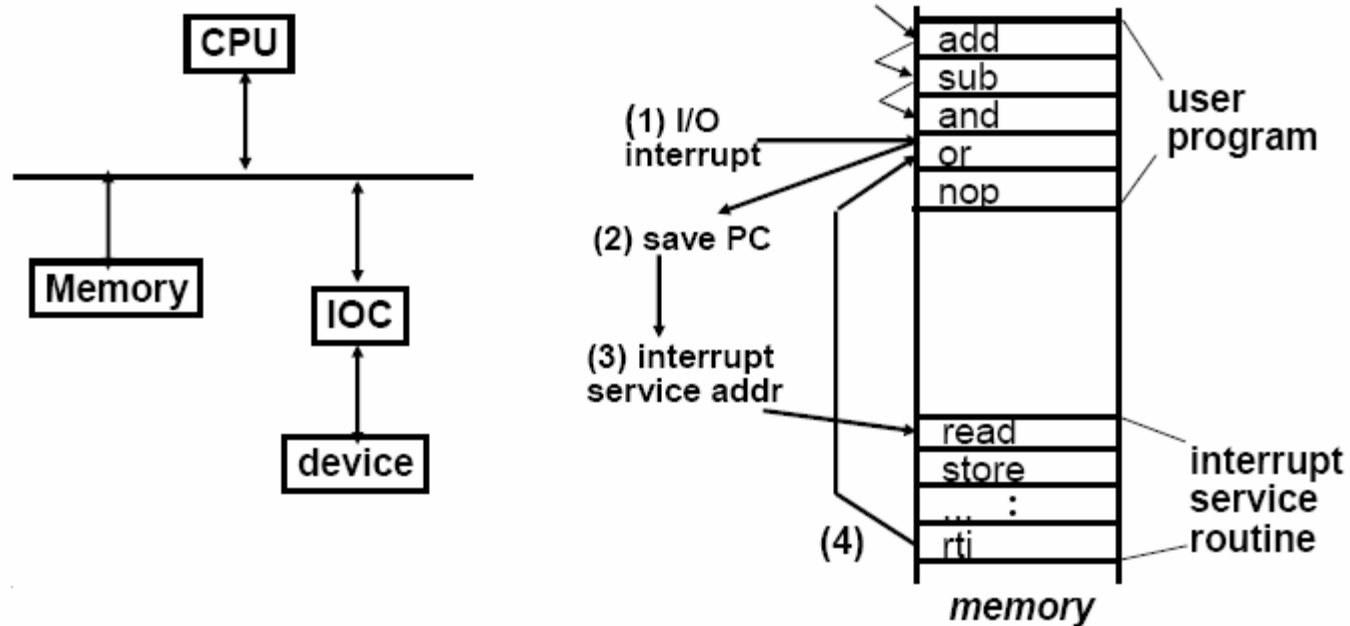 CPU
Memory
IOC
device
(1) I/O
interrupt
(2) save PC
(3) interrupt
service addr
(4)
add
sub
and
or
nop
user
program
read
store
... :
rti
interrupt
service
routine
memory